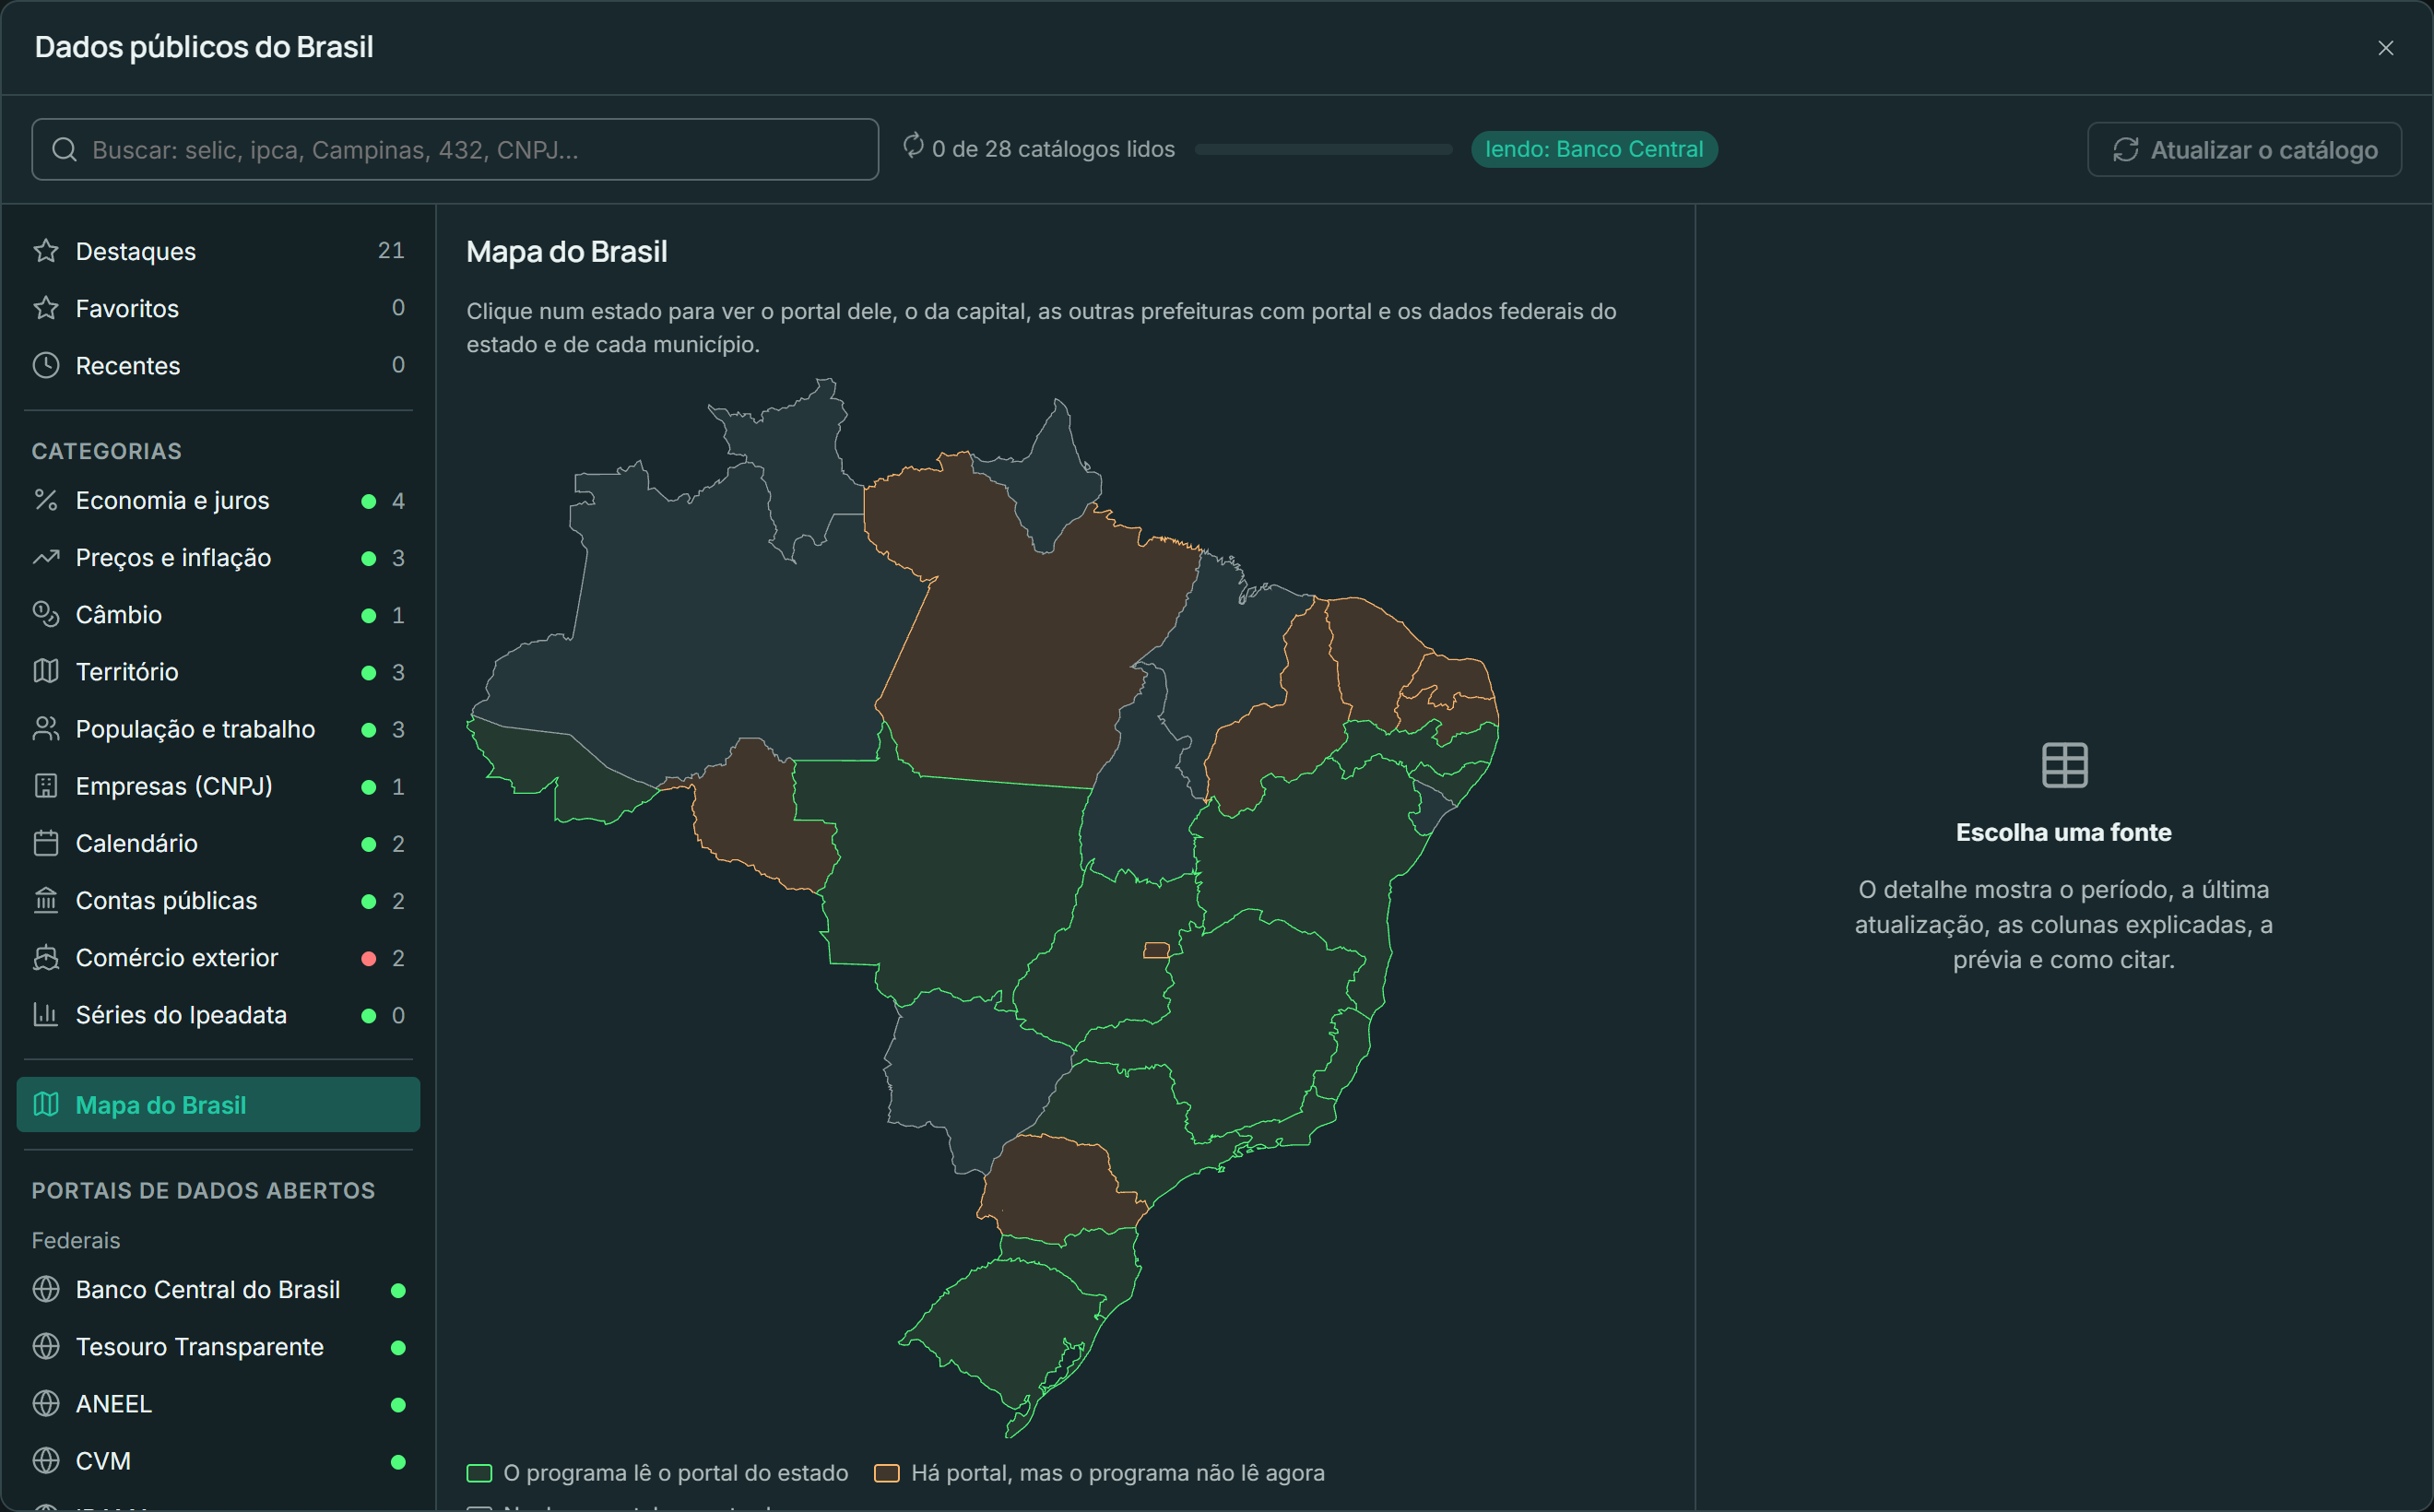 Dados públicos do Brasil
Buscar: selic, ipca, Campinas, 432, CNPJ...
0 de 28 catálogos lidos
lendo: Banco Central
Atualizar o catálogo
Destaques 21
Favoritos 0
Recentes 0
CATEGORIAS
Economia e juros 4
Preços e inflação 3
Câmbio 1
Território 3
População e trabalho 3
Empresas (CNPJ) 1
Calendário 2
Contas públicas 2
Comércio exterior 2
Séries do Ipeadata 0
Mapa do Brasil
PORTAIS DE DADOS ABERTOS
Federais
Banco Central do Brasil
Tesouro Transparente
ANEEL
CVM
Mapa do Brasil
Clique num estado para ver o portal dele, o da capital, as outras prefeituras com portal e os dados federais do
estado e de cada município.
O programa lê o portal do estado
Há portal, mas o programa não lê agora
Escolha uma fonte
O detalhe mostra o período, a última
atualização, as colunas explicadas, a
prévia e como citar.